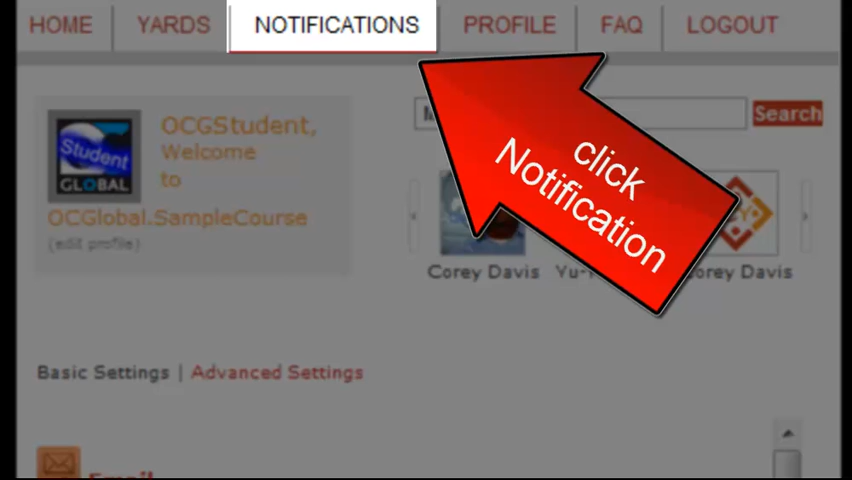 HOME YARDS NOTIFICATIONS PROFILE FAQ LOGOUT
Student
GLOBAL
OCGStudent,
Welcome
to
OCGlobal.SampleCourse
(edit profile)
Search
click
Notification
Corey Davis
Corey Davis
Basic Settings | Advanced Settings
Email